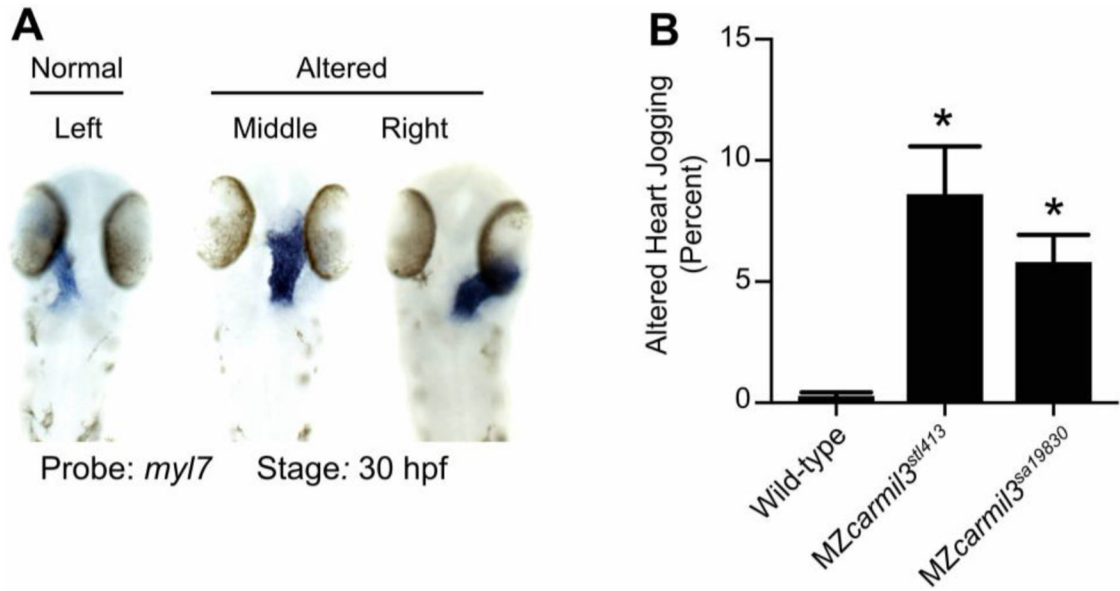 A
Normal
Altered
Left
Middle
Right
Probe: myl7
Stage: 30 hpf
B
Altered Heart Jogging
(Percent)
15
10
5
0
*
*
Wild-type
MZcarmil3stl413
MZcarmil3sa19830